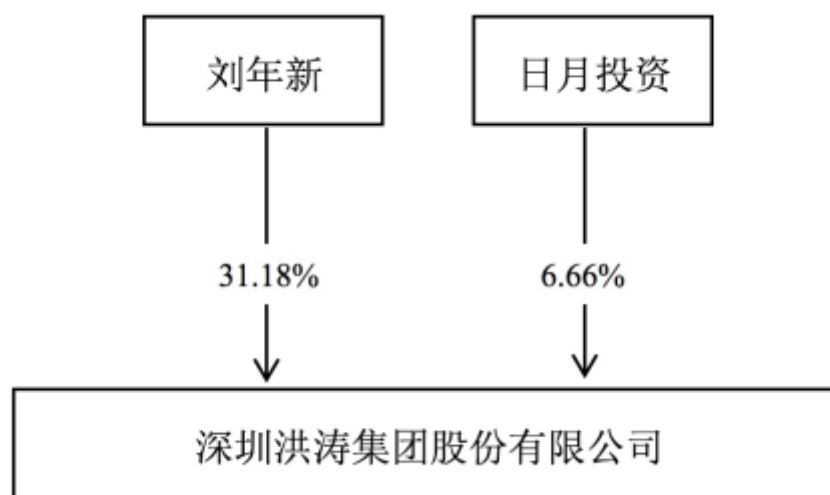 刘年新
日月投资
31.18%
6.66%
深圳洪涛集团股份有限公司